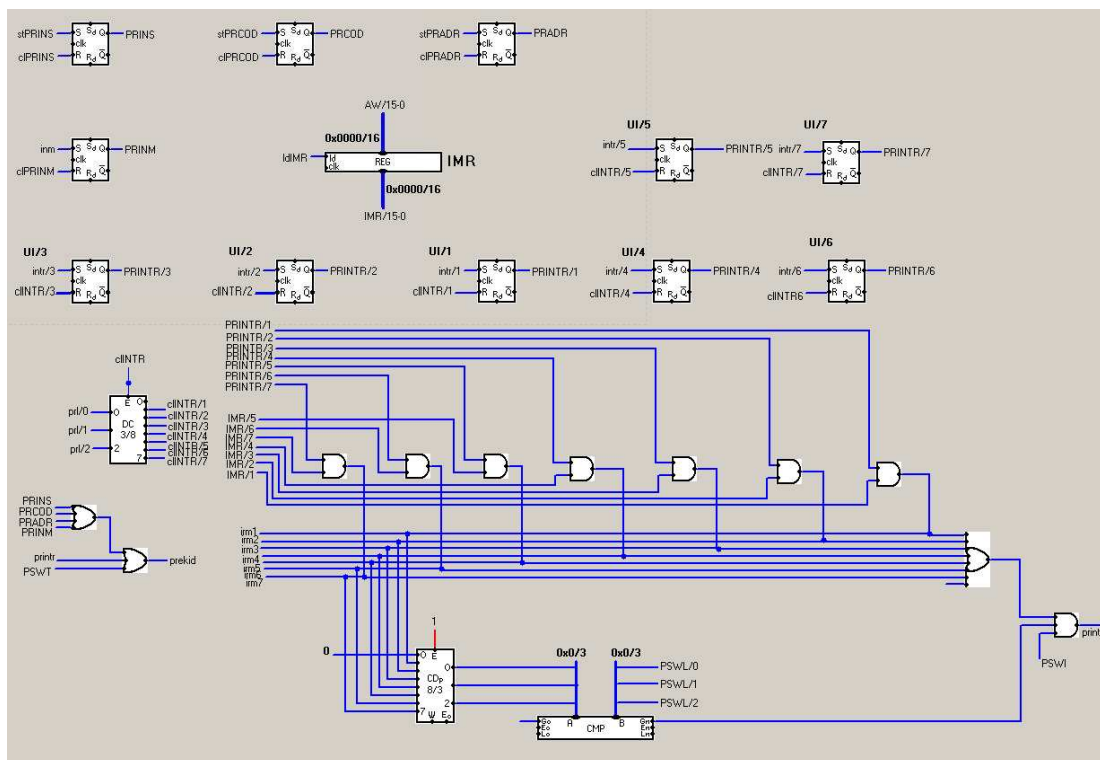 stPRINS S Sd Q PRINS
clk
clPRINS R Rd Q
stPRCOD S Sd Q PRCOD
clk
clPRCOD R Rd Q
stPRADR S Sd Q PRADR
clk
clPRADR R Rd Q
inm S Sd Q PRINM
clk
clPRINM R Rd Q
AW/15-0
0x0000/16
ldIMR ld REG IMR
clk
0x0000/16
IMR/15-0
UI/5
intr/5 S Sd Q PRINTR/5
clk
clINTR/5 R Rd Q
UI/7
intr/7 S Sd Q PRINTR/7
clk
clINTR/7 R Rd Q
UI/3
intr/3 S Sd Q PRINTR/3
clk
clINTR/3 R Rd Q
UI/2
intr/2 S Sd Q PRINTR/2
clk
clINTR/2 R Rd Q
UI/1
intr/1 S Sd Q PRINTR/1
clk
clINTR/1 R Rd Q
UI/4
intr/4 S Sd Q PRINTR/4
clk
clINTR/4 R Rd Q
UI/6
intr/6 S Sd Q PRINTR/6
clk
clINTR6 R Rd Q
PRINTR/1
PRINTR/2
PRINTR/3
PRINTR/4
PRINTR/5
PRINTR/6
PRINTR/7
clINTR
E 0
prl/0 0 clINTR/1
clINTR/2
prl/1 DC clINTR/3
3/8 clINTR/4
prl/2 2 clINTR/5
clINTR/6
7 clINTR/7
IMR/5
IMR/6
IMR/7
IMR/4
IMR/3
IMR/2
IMR/1
PRINS
PRCOD
PRADR
PRINM
printr
PSWT
prekid
irm1
irm2
irm3
irm4
irm5
irm6
irm7
1
0 0 E 0
CDp
8/3
2
7 W Eo
0x0/3
0x0/3
PSWL/0
PSWL/1
PSWL/2
Go A B Gn
Eo CMP En
Lo Ln
print
PSWI